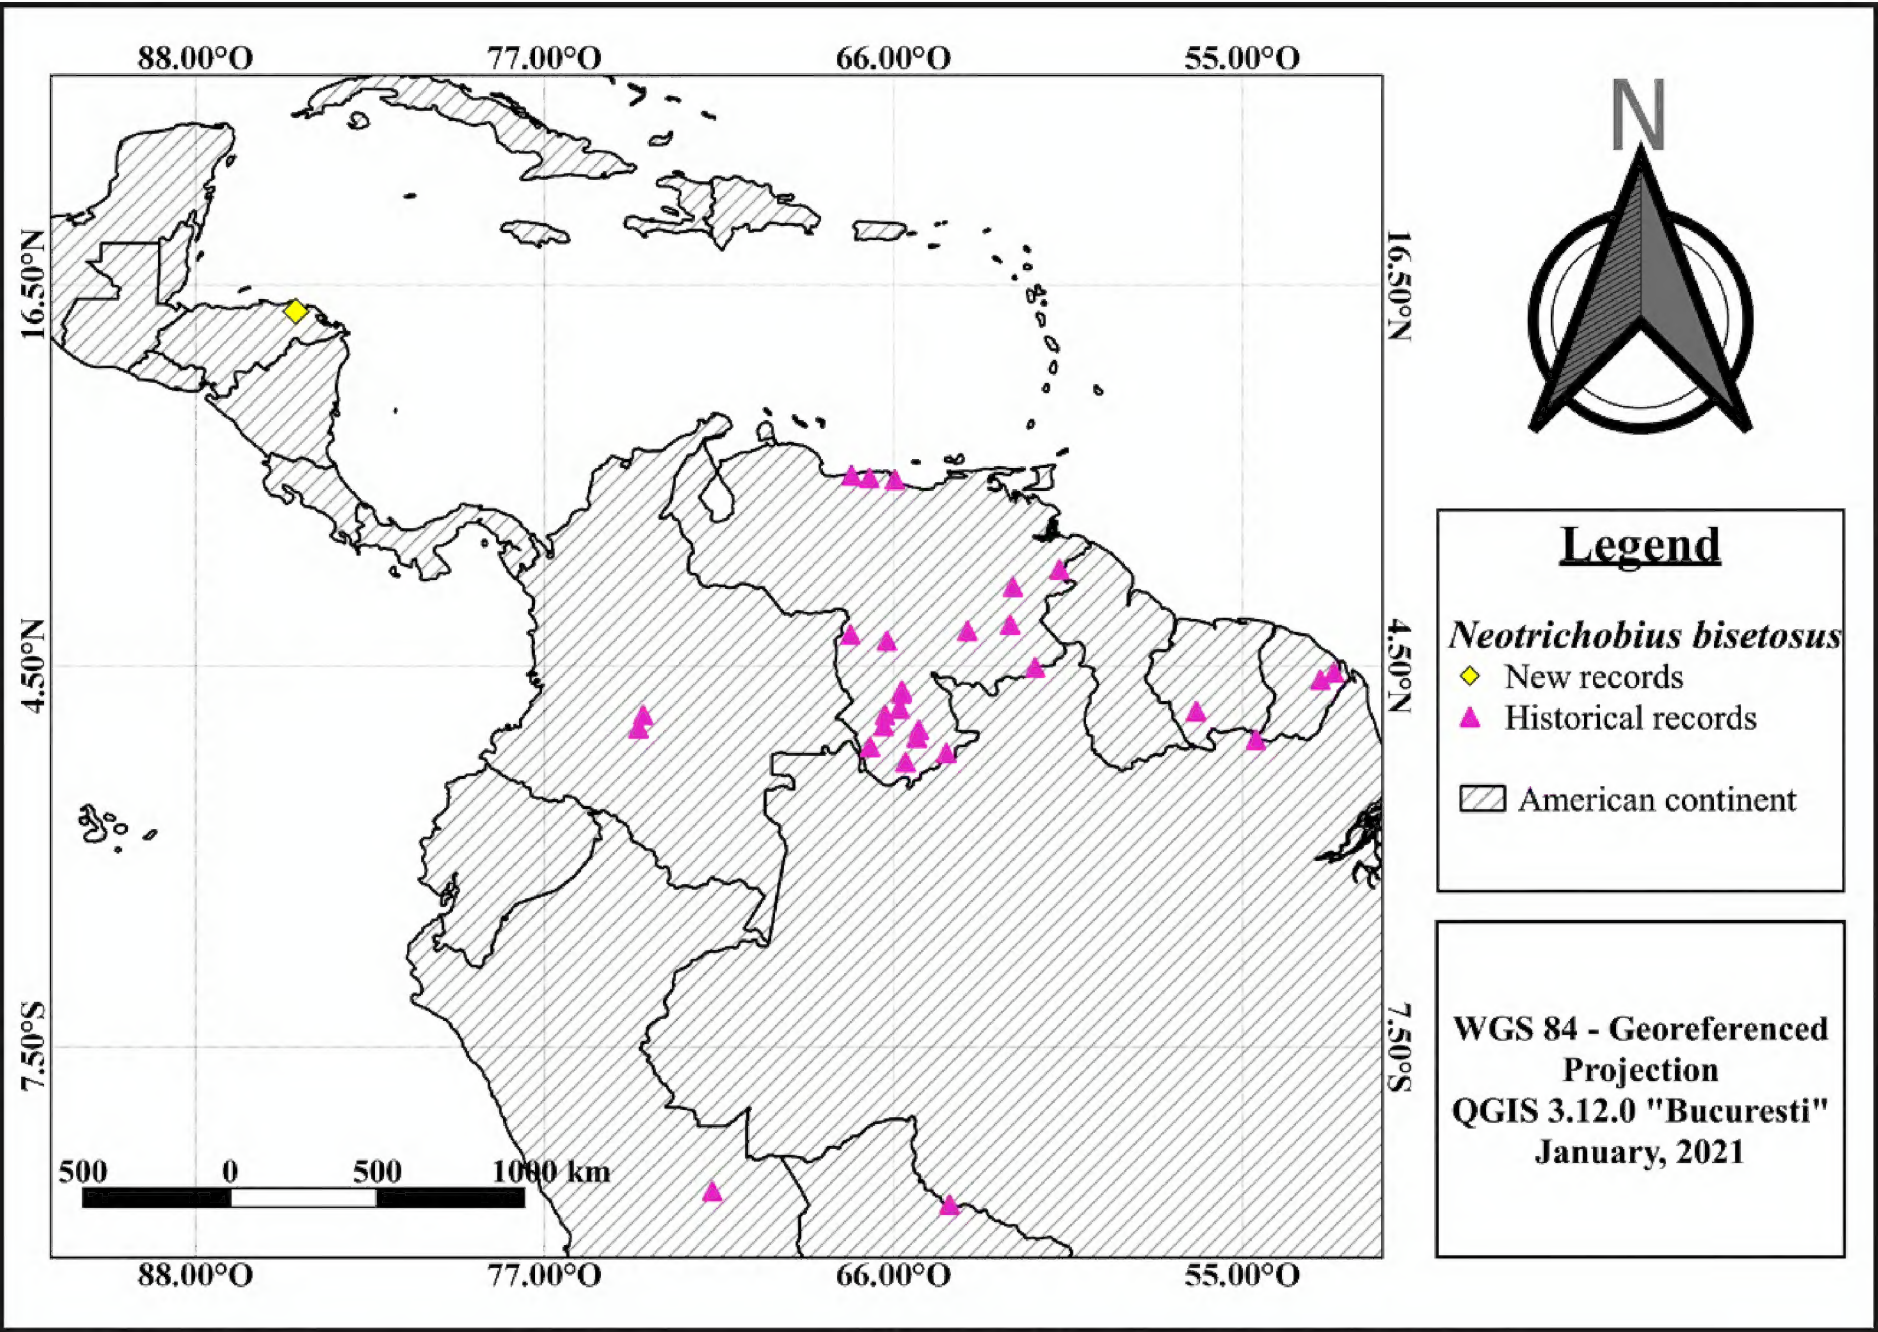 88.00°O 77.00°O 66.00°O 55.00°O
N
16.50°N 16.50°N
4.50°N 4.50°N
7.50°S 7.50°S
Legend
Neotrichobius bisetosus
New records
Historical records
American continent
WGS 84 - Georeferenced
Projection
QGIS 3.12.0 "Bucuresti"
January, 2021
500 0 500 1000 km
88.00°O 77.00°O 66.00°O 55.00°O